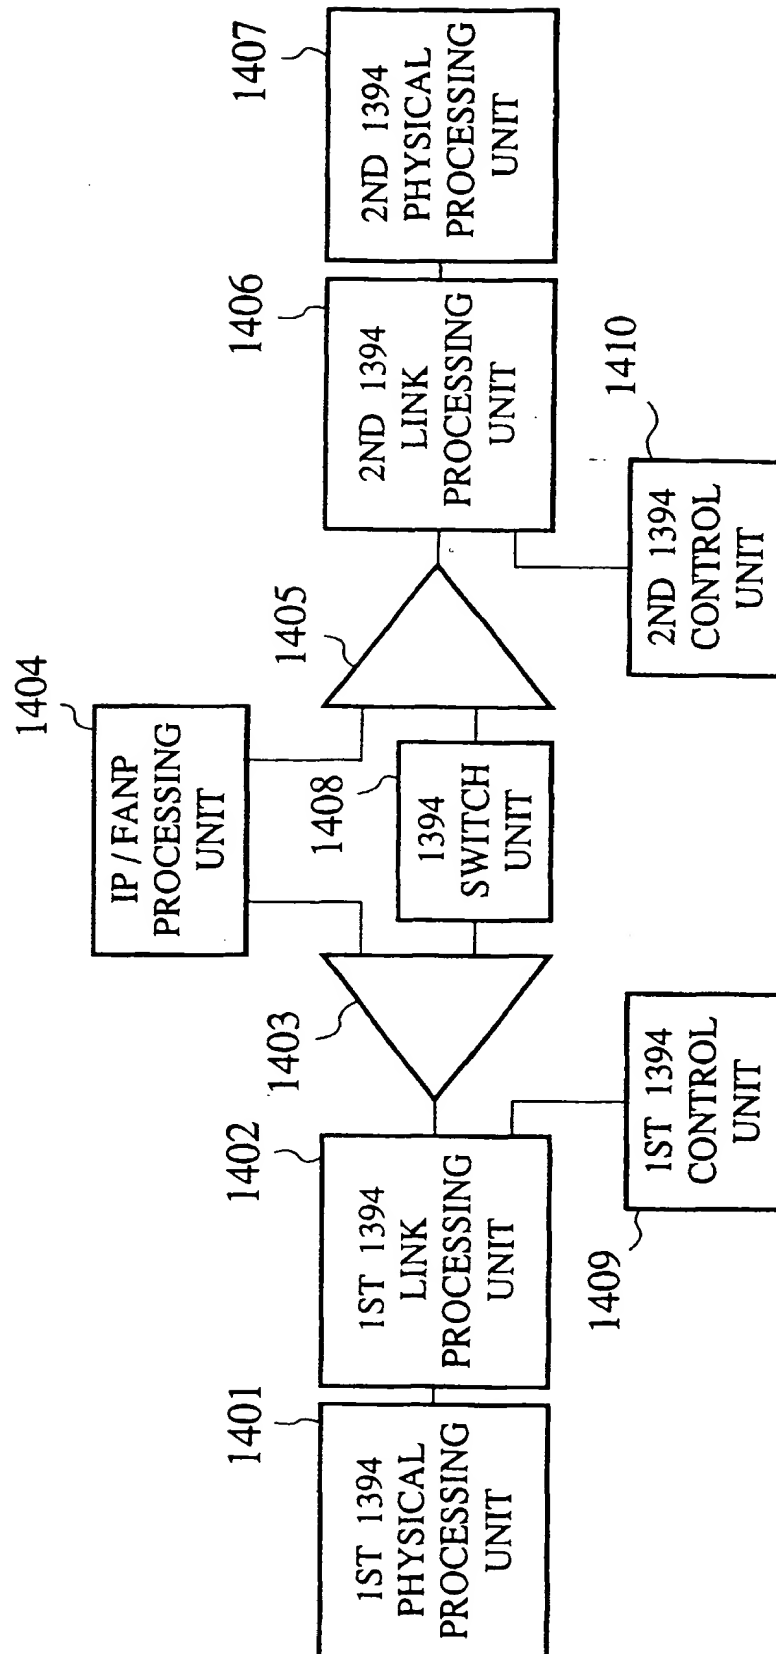 1404
IP / FANP
PROCESSING
UNIT
1401
1ST 1394
PHYSICAL
PROCESSING
UNIT
1402
1ST 1394
LINK
PROCESSING
UNIT
1403
1408
1394
SWITCH
UNIT
1405
1406
2ND 1394
LINK
PROCESSING
UNIT
1407
2ND 1394
PHYSICAL
PROCESSING
UNIT
1409
1ST 1394
CONTROL
UNIT
1410
2ND 1394
CONTROL
UNIT